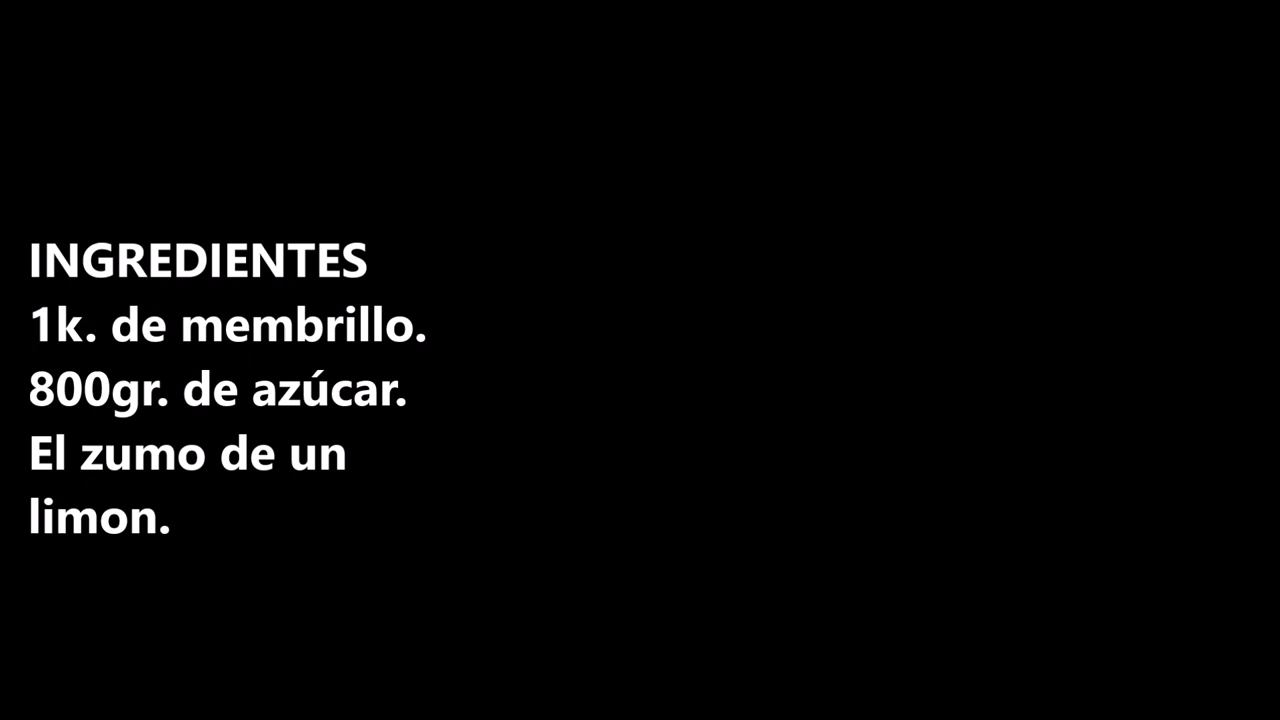 INGREDIENTES
1k. de membrillo.
800gr. de azúcar.
El zumo de un
limon.